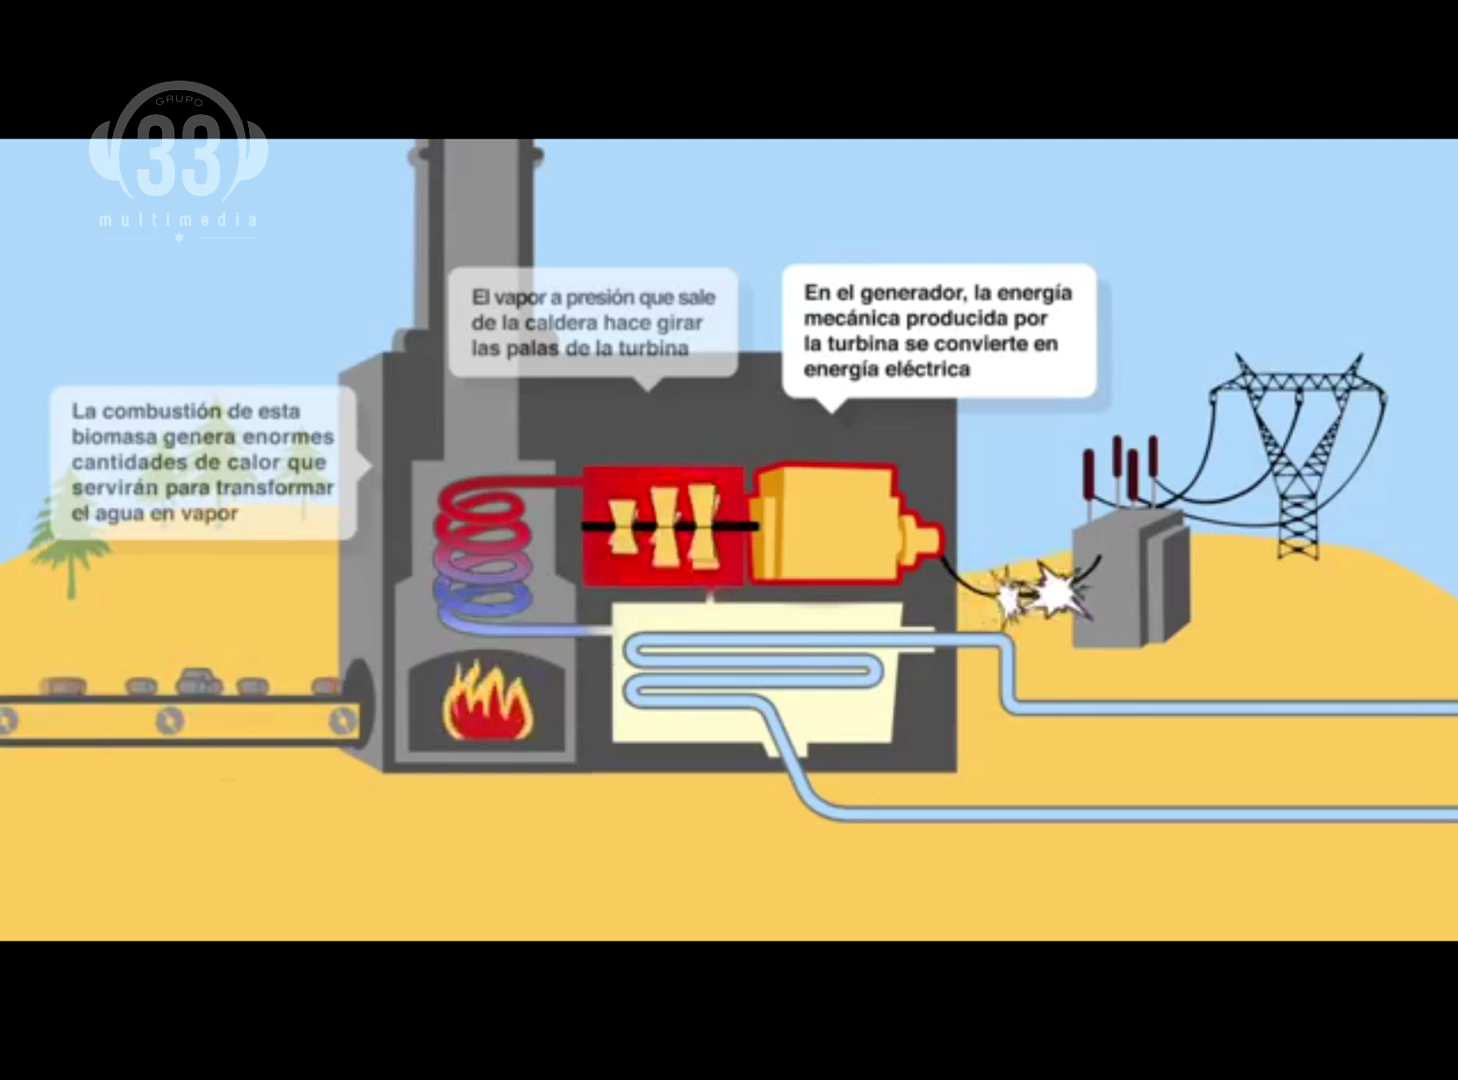 GRUPO
33
multimedia
El vapor a presión que sale
de la caldera hace girar
las palas de la turbina
En el generador, la energía
mecánica producida por
la turbina se convierte en
energía eléctrica
La combustión de esta
biomasa genera enormes
cantidades de calor que
servirán para transformar
el agua en vapor